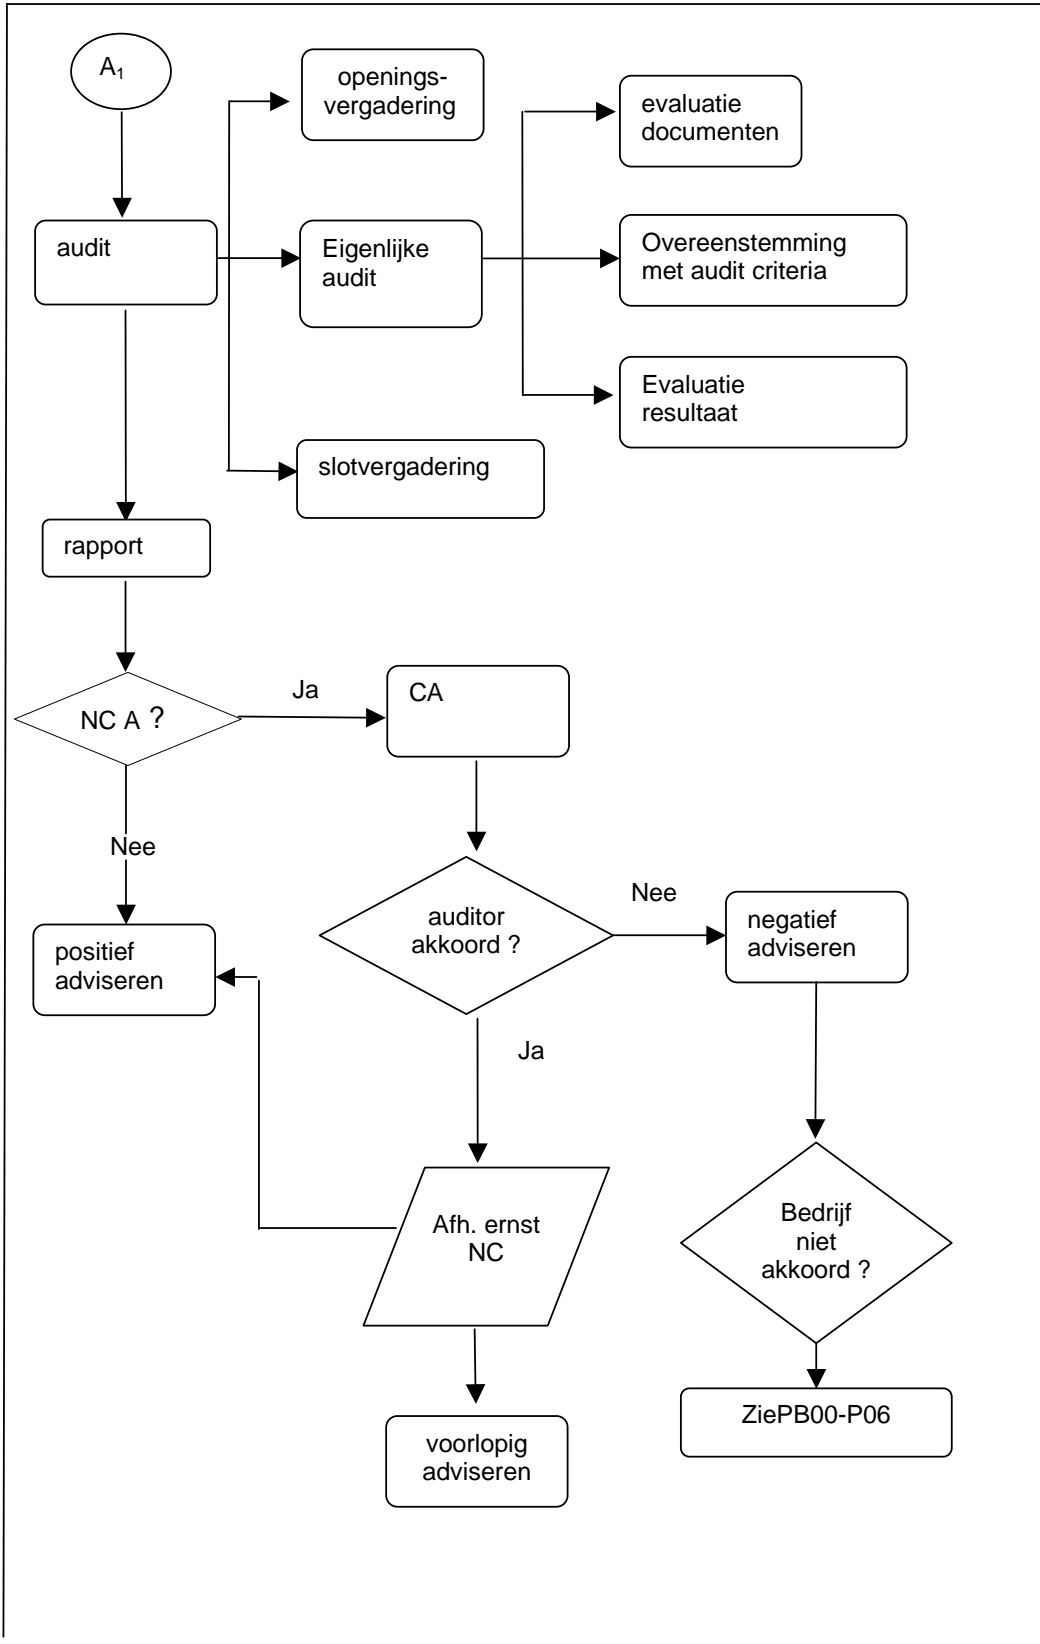 A₁
openings-
vergadering
evaluatie
documenten
audit
Eigenlijke
audit
Overeenstemming
met audit criteria
Evaluatie
resultaat
slotvergadering
rapport
NC A ?
Ja
CA
Nee
auditor
akkoord ?
Nee
negatief
adviseren
positief
adviseren
Ja
Afh. ernst
NC
Bedrijf
niet
akkoord ?
voorlopig
adviseren
ZiePB00-P06